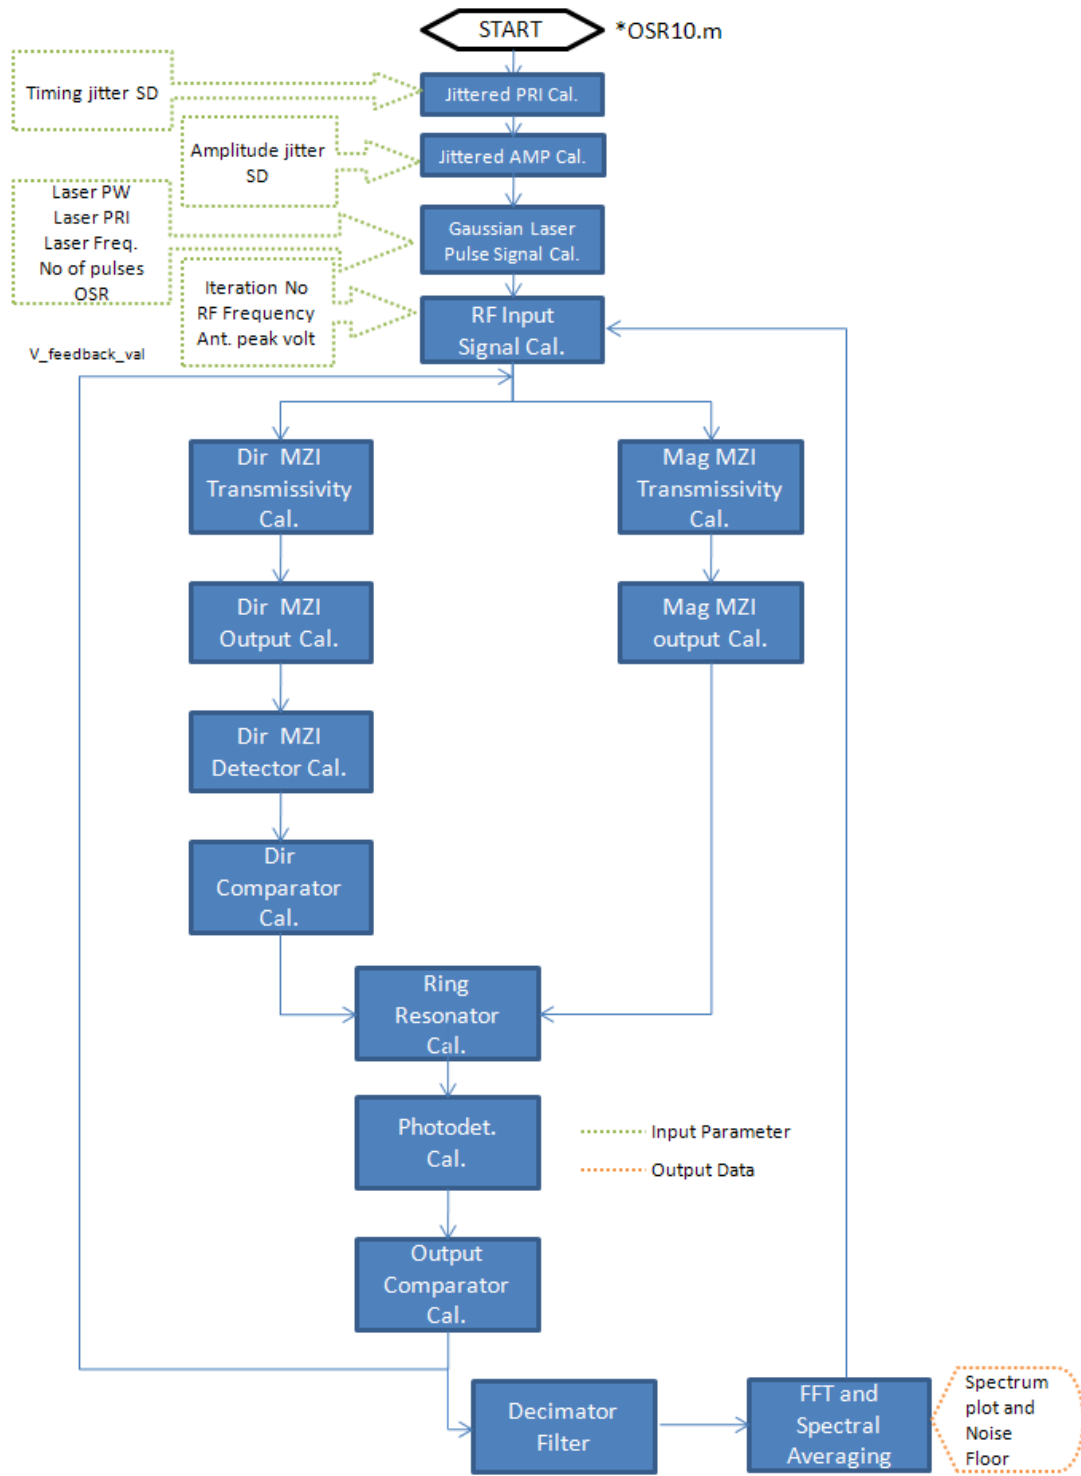 START
*OSR10.m
Timing jitter SD
Jittered PRI Cal.
Amplitude jitter
SD
Jittered AMP Cal.
Laser PW
Laser PRI
Laser Freq.
No of pulses
OSR
Gaussian Laser
Pulse Signal Cal.
Iteration No
RF Frequency
Ant. peak volt
RF Input
Signal Cal.
V_feedback_val
Dir MZI
Transmissivity
Cal.
Mag MZI
Transmissivity
Cal.
Dir MZI
Output Cal.
Mag MZI
output Cal.
Dir MZI
Detector Cal.
Dir
Comparator
Cal.
Ring
Resonator
Cal.
Photodet.
Cal.
Input Parameter
Output Data
Output
Comparator
Cal.
Decimator
Filter
FFT and
Spectral
Averaging
Spectrum
plot and
Noise
Floor